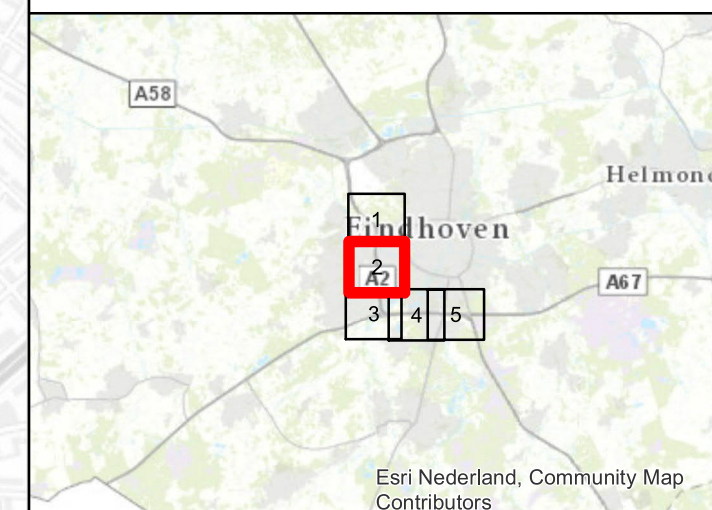 A58
Helmond
1
Eindhoven
2
A2
A67
3
4
5
Esri Nederland, Community Map
Contributors